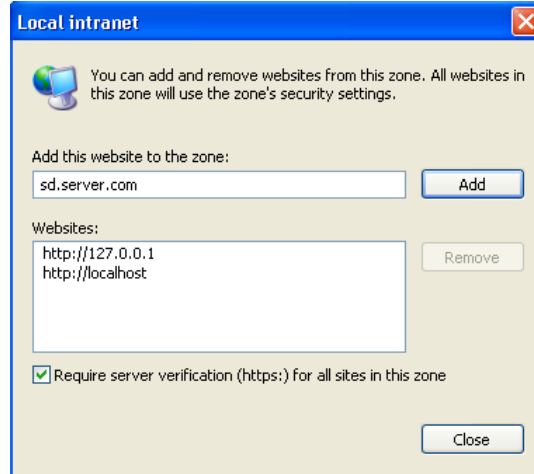 Local intranet
You can add and remove websites from this zone. All websites in
this zone will use the zone's security settings.
Add this website to the zone:
sd.server.com
Add
Websites:
http://127.0.0.1
http://localhost
Remove
Require server verification (https:) for all sites in this zone
Close